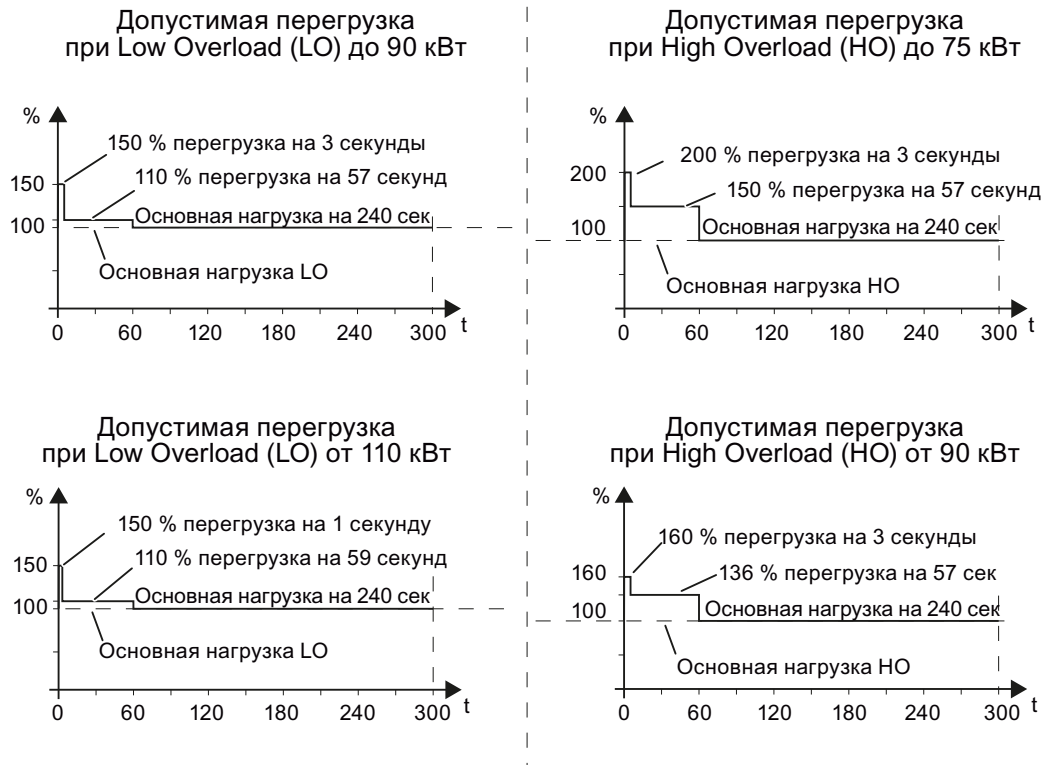 Допустимая перегрузка
при Low Overload (LO) до 90 кВт
%
150 % перегрузка на 3 секунды
150
110 % перегрузка на 57 секунд
Основная нагрузка на 240 сек
100
Основная нагрузка LO
0 60 120 180 240 300 t
Допустимая перегрузка
при High Overload (HO) до 75 кВт
%
200 % перегрузка на 3 секунды
200
150 % перегрузка на 57 секунд
Основная нагрузка на 240 сек
100
Основная нагрузка HO
0 60 120 180 240 300 t
Допустимая перегрузка
при Low Overload (LO) от 110 кВт
%
150 % перегрузка на 1 секунду
150
110 % перегрузка на 59 секунд
Основная нагрузка на 240 сек
100
Основная нагрузка LO
0 60 120 180 240 300 t
Допустимая перегрузка
при High Overload (HO) от 90 кВт
%
160 % перегрузка на 3 секунды
160
136 % перегрузка на 57 сек
Основная нагрузка на 240 сек
100
Основная нагрузка HO
0 60 120 180 240 300 t